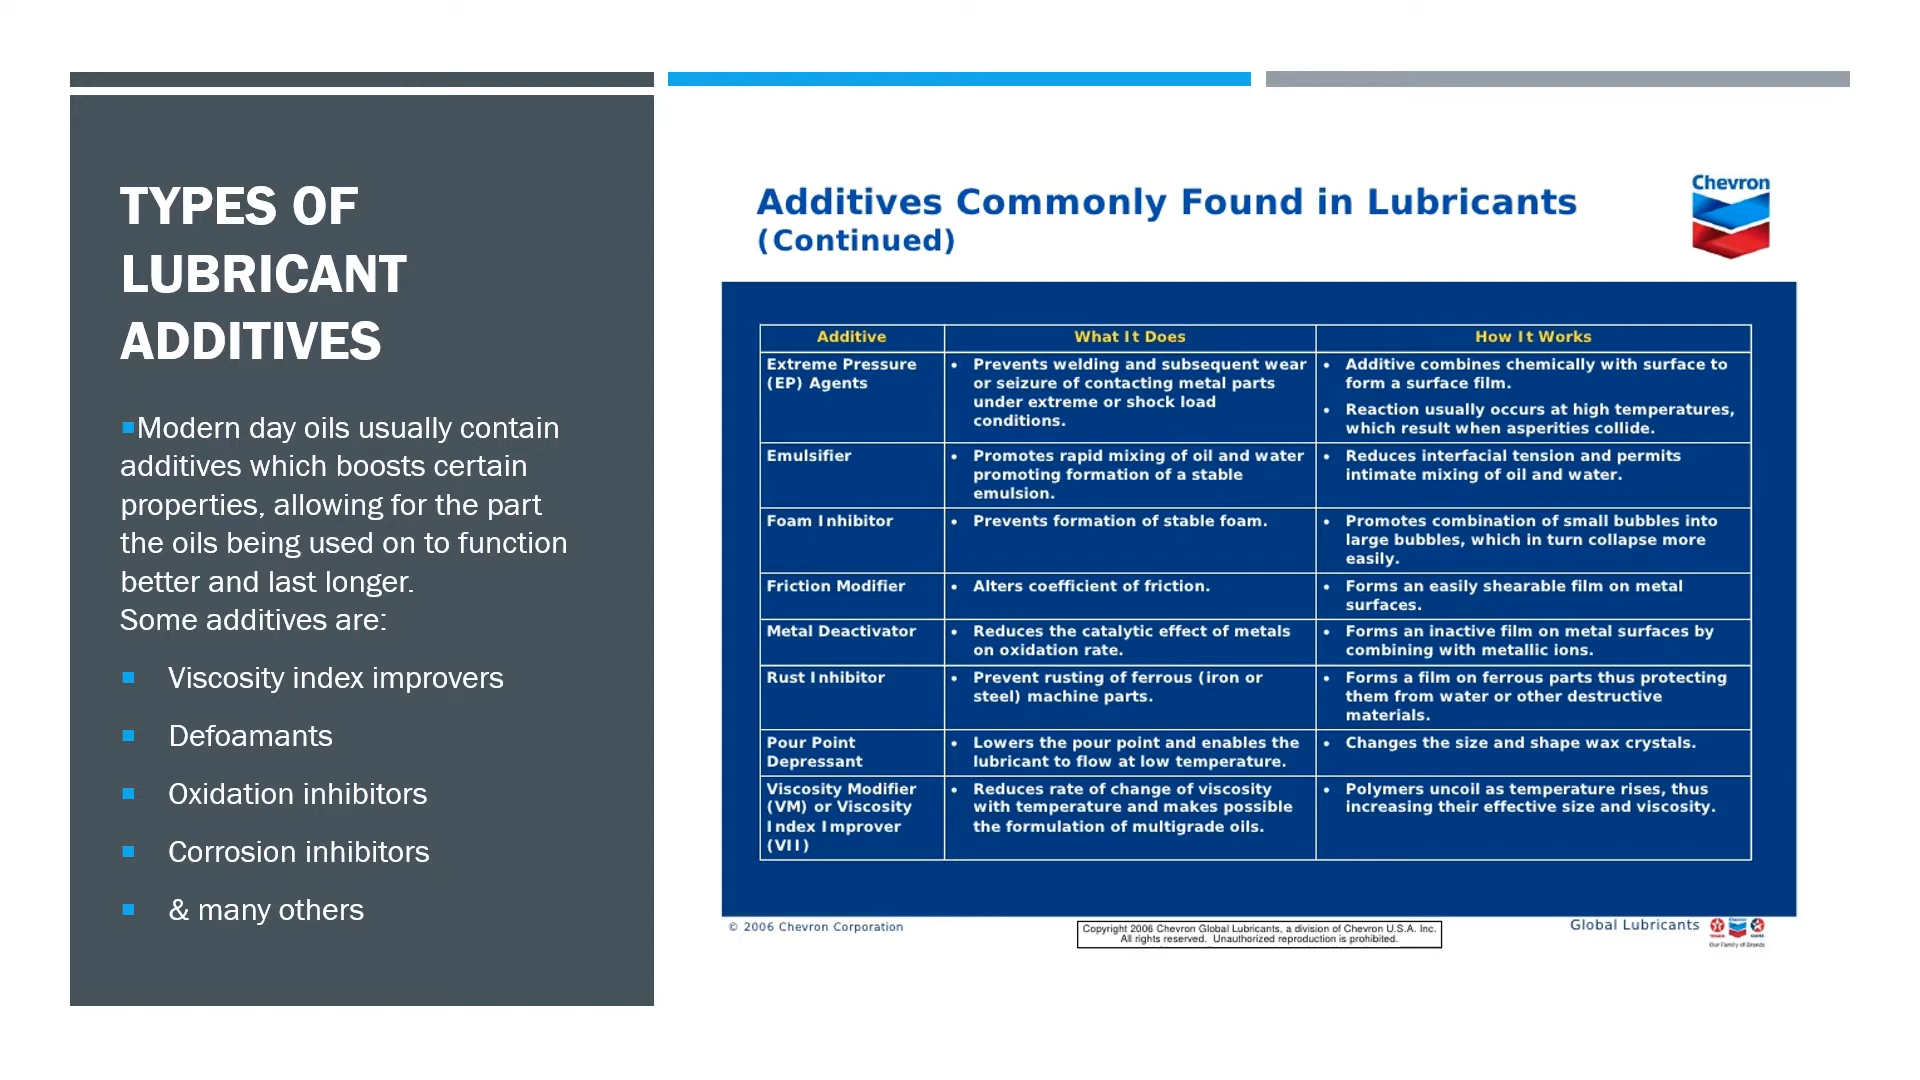 TYPES OF
LUBRICANT
ADDITIVES
▪Modern day oils usually contain
additives which boosts certain
properties, allowing for the part
the oils being used on to function
better and last longer.
Some additives are:
▪ Viscosity index improvers
▪ Defoamants
▪ Oxidation inhibitors
▪ Corrosion inhibitors
▪ & many others
Additives Commonly Found in Lubricants
(Continued)
Chevron
Additive What It Does How It Works
Extreme Pressure
(EP) Agents
• Prevents welding and subsequent wear
or seizure of contacting metal parts
under extreme or shock load
conditions.
• Additive combines chemically with surface to
form a surface film.
• Reaction usually occurs at high temperatures,
which result when asperities collide.
Emulsifier
• Promotes rapid mixing of oil and water
promoting formation of a stable
emulsion.
• Reduces interfacial tension and permits
intimate mixing of oil and water.
Foam Inhibitor
• Prevents formation of stable foam.
• Promotes combination of small bubbles into
large bubbles, which in turn collapse more
easily.
Friction Modifier
• Alters coefficient of friction.
• Forms an easily shearable film on metal
surfaces.
Metal Deactivator
• Reduces the catalytic effect of metals
on oxidation rate.
• Forms an inactive film on metal surfaces by
combining with metallic ions.
Rust Inhibitor
• Prevent rusting of ferrous (iron or
steel) machine parts.
• Forms a film on ferrous parts thus protecting
them from water or other destructive
materials.
Pour Point
Depressant
• Lowers the pour point and enables the
lubricant to flow at low temperature.
• Changes the size and shape wax crystals.
Viscosity Modifier
(VM) or Viscosity
Index Improver
(VII)
• Reduces rate of change of viscosity
with temperature and makes possible
the formulation of multigrade oils.
• Polymers uncoil as temperature rises, thus
increasing their effective size and viscosity.
© 2006 Chevron Corporation
Copyright 2006 Chevron Global Lubricants, a division of Chevron U.S.A. Inc.
All rights reserved. Unauthorized reproduction is prohibited.
Global Lubricants
Our Family of Brands